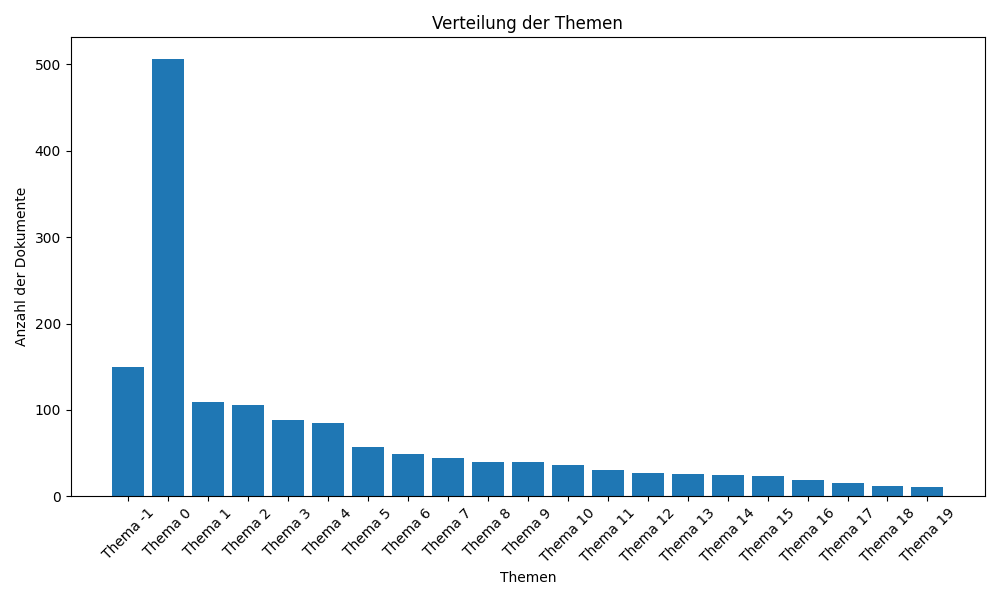 Verteilung der Themen
Anzahl der Dokumente
500
400
300
200
100
0
Thema -1
Thema 0
Thema 1
Thema 2
Thema 3
Thema 4
Thema 5
Thema 6
Thema 7
Thema 8
Thema 9
Thema 10
Thema 11
Thema 12
Thema 13
Thema 14
Thema 15
Thema 16
Thema 17
Thema 18
Thema 19
Themen